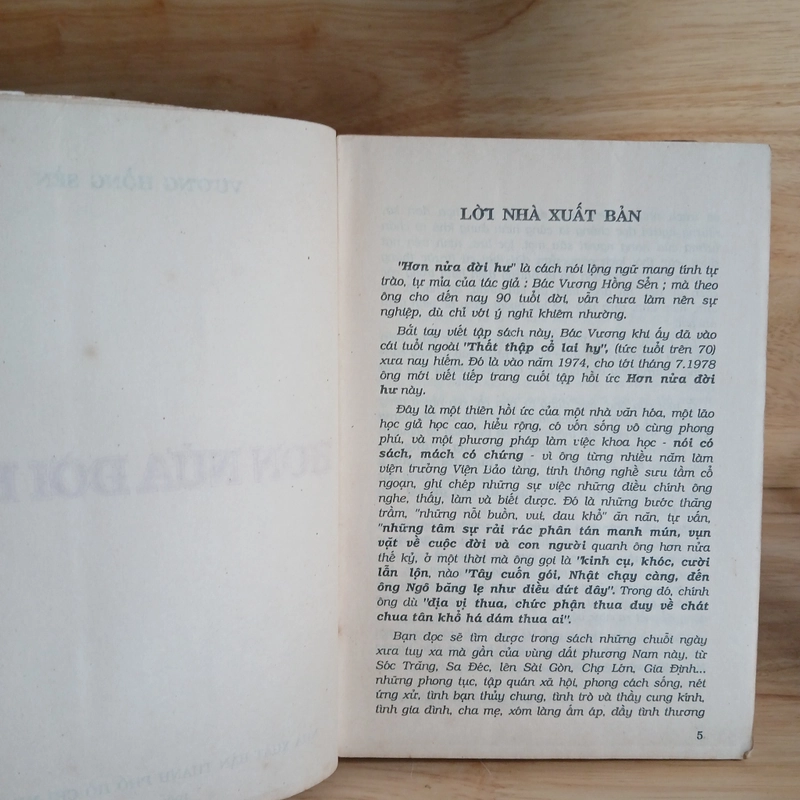 LỜI NHÀ XUẤT BẢN
"Hơn nửa đời hư" là cách nói lộng ngữ mang tính tự
trào, tự mỉa của tác giả : Bác Vương Hồng Sển ; mà theo
ông cho đến nay 90 tuổi đời, vẫn chưa làm nên sự
nghiệp, dù chỉ với ý nghĩ khiêm nhường.
Bắt tay viết tập sách này, Bác Vương khi ấy đã vào
cái tuổi ngoài "Thất thập cổ lai hy", (tức tuổi trên 70)
xưa nay hiếm. Đó là vào năm 1974, cho tới tháng 7.1978
ông mới viết tiếp trang cuối tập hồi ức Hơn nửa đời
hư này.
Đây là một thiên hồi ức của một nhà văn hóa, một lão
học giả học cao, hiểu rộng, có vốn sống vô cùng phong
phú, và một phương pháp làm việc khoa học - nói có
sách, mách có chứng - vì ông từng nhiều năm làm
viện trưởng Viện Bảo tàng, tinh thông nghề sưu tầm cổ
ngoạn, ghi chép những sự việc những điều chính ông
nghe, thấy, làm và biết được. Đó là những bước thăng
trầm, "những nỗi buồn, vui, đau khổ" ăn năn, tự vấn,
"những tâm sự rải rác phân tán manh mún, vụn
vặt về cuộc đời và con người quanh ông hơn nửa
thế kỷ, ở một thời mà ông gọi là "kinh cụ, khóc, cười
lẫn lộn, nào "Tây cuốn gói, Nhật chạy càng, đến
ông Ngô băng lẹ như diều đứt dây". Trong đó, chính
ông dù "địa vị thua, chức phận thua duy về chát
chua tân khổ há dám thua ai".
Bạn đọc sẽ tìm được trong sách những chuỗi ngày
xưa tuy xa mà gần của vùng đất phương Nam này, từ
Sóc Trăng, Sa Đéc, lên Sài Gòn, Chợ Lớn, Gia Định...
những phong tục, tập quán xã hội, phong cách sống, nét
ứng xử, tình bạn thủy chung, tình trò và thầy cung kính,
tình gia đình, cha mẹ, xóm làng ấm áp, đầy tình thương
5